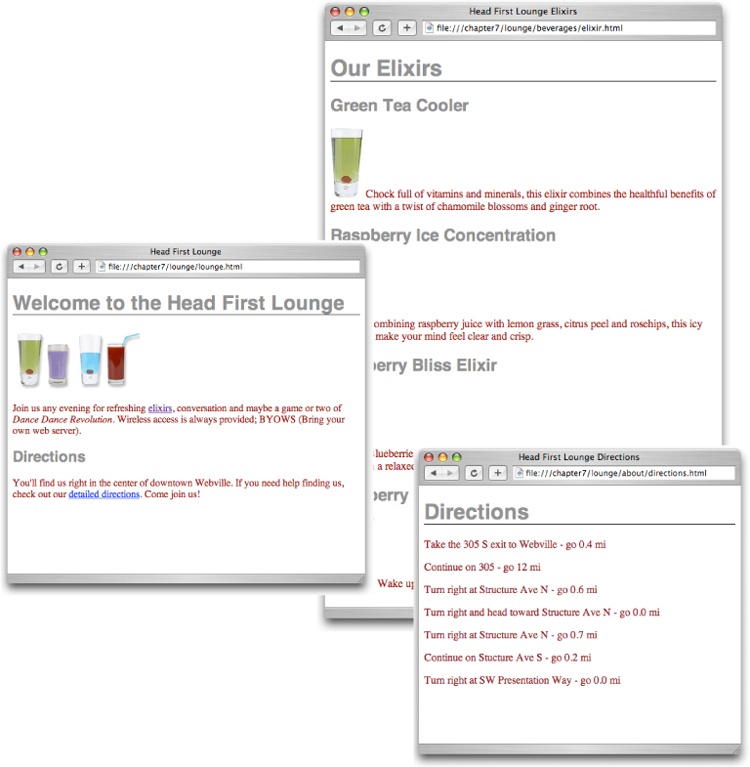 Head First Lounge Elixirs
file:///chapter7/lounge/beverages/elixir.html
Our Elixirs
Green Tea Cooler
Chock full of vitamins and minerals, this elixir combines the healthful benefits of
green tea with a twist of chamomile blossoms and ginger root.
Raspberry Ice Concentration
ombining raspberry juice with lemon grass, citrus peel and rosehips, this icy
make your mind feel clear and crisp.
erry Bliss Elixir
lueberrie
n a relaxe
berry
Wake up
Head First Lounge
file:///chapter7/lounge/lounge.html
Welcome to the Head First Lounge
Join us any evening for refreshing elixirs, conversation and maybe a game or two of
Dance Dance Revolution. Wireless access is always provided; BYOWS (Bring your
own web server).
Directions
You'll find us right in the center of downtown Webville. If you need help finding us,
check out our detailed directions. Come join us!
Head First Lounge Directions
file:///chapter7/lounge/about/directions.html
Directions
Take the 305 S exit to Webville - go 0.4 mi
Continue on 305 - go 12 mi
Turn right at Structure Ave N - go 0.6 mi
Turn right and head toward Structure Ave N - go 0.0 mi
Turn right at Structure Ave N - go 0.7 mi
Continue on Stucture Ave S - go 0.2 mi
Turn right at SW Presentation Way - go 0.0 mi